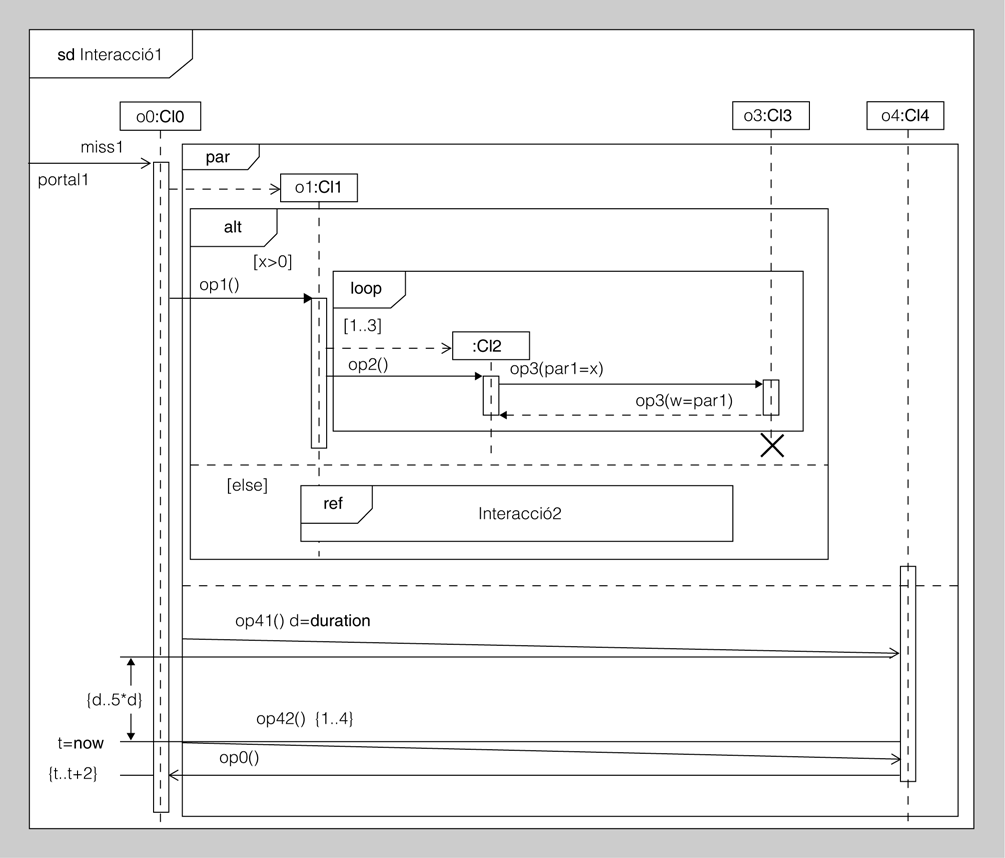 sd Interacció1
o0:Cl0
o3:Cl3
o4:Cl4
miss1
portal1
par
o1:Cl1
alt
[x>0]
op1()
loop
[1..3]
:Cl2
op2()
op3(par1=x)
op3(w=par1)
[else]
ref
Interacció2
op41() d=duration
{d..5*d}
op42() {1..4}
t=now
op0()
{t..t+2}